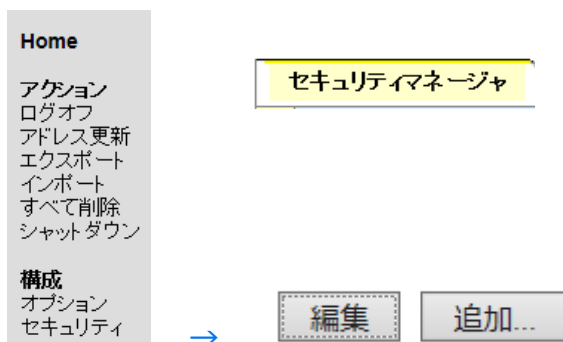 Home
アクション
ログオフ
アドレス更新
エクスポート
インポート
すべて削除
シャットダウン
構成
オプション
セキュリティ
→
セキュリティマネージャ
編集
追加...